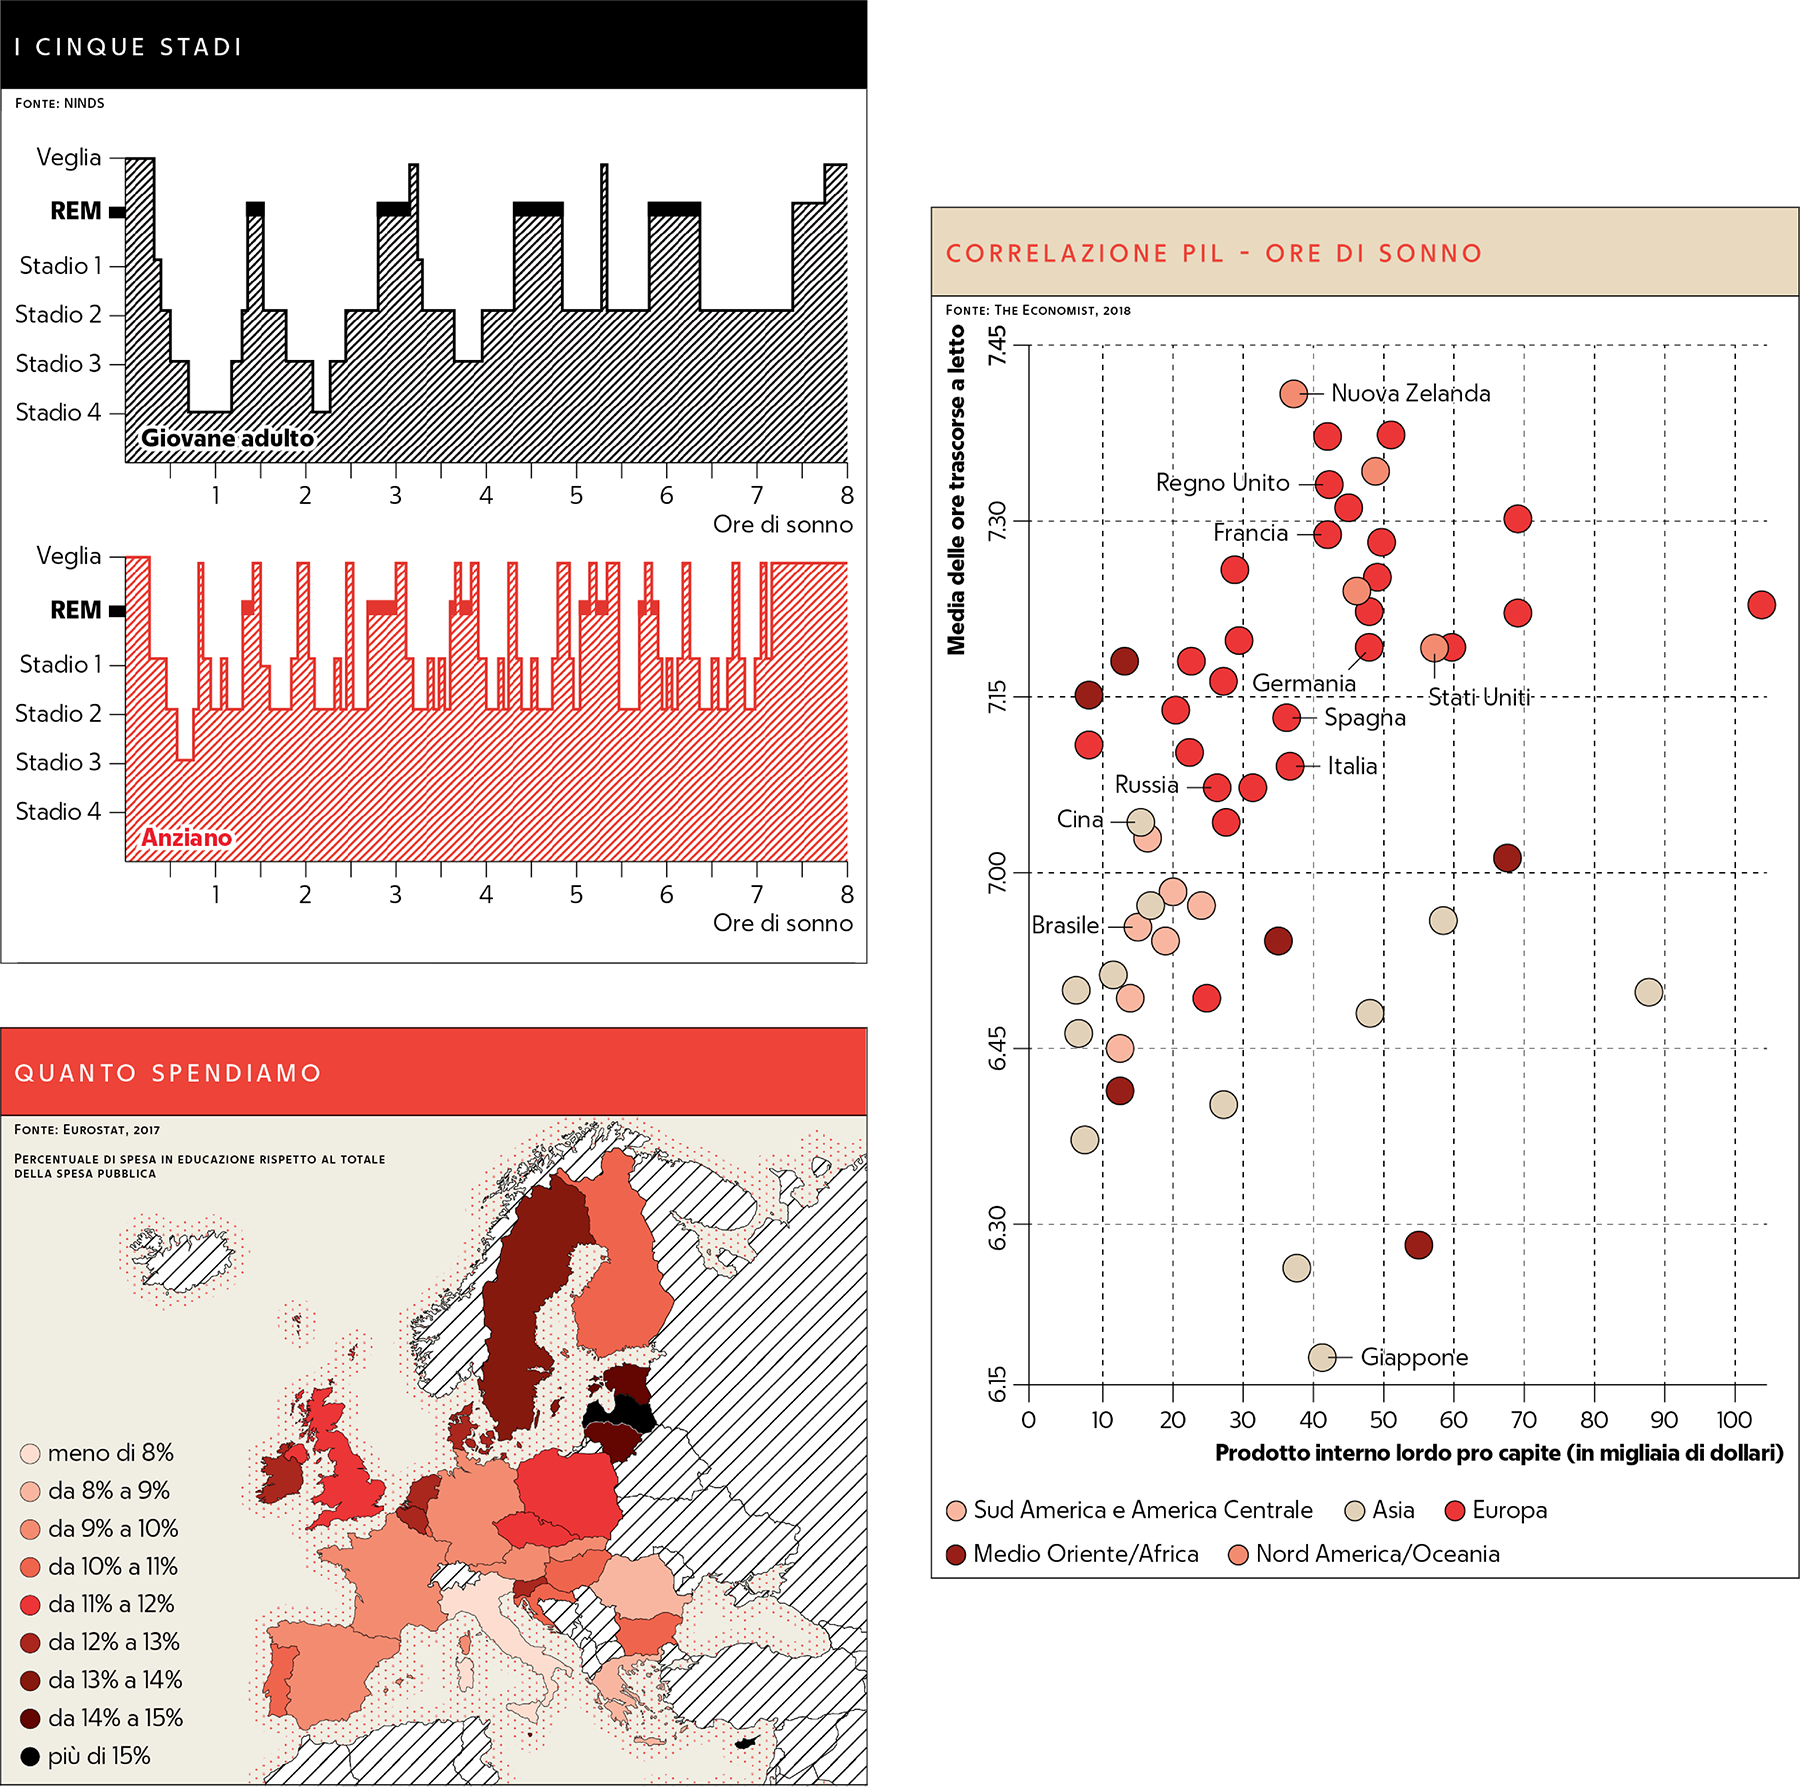 I CINQUE STADI
Fonte: NINDS
Veglia
REM
Stadio 1
Stadio 2
Stadio 3
Stadio 4
Giovane adulto
1 2 3 4 5 6 7 8
Ore di sonno
Veglia
REM
Stadio 1
Stadio 2
Stadio 3
Stadio 4
Anziano
1 2 3 4 5 6 7 8
Ore di sonno
QUANTO SPENDIAMO
Fonte: Eurostat, 2017
Percentuale di spesa in educazione rispetto al totale
della spesa pubblica
meno di 8%
da 8% a 9%
da 9% a 10%
da 10% a 11%
da 11% a 12%
da 12% a 13%
da 13% a 14%
da 14% a 15%
più di 15%
CORRELAZIONE PIL - ORE DI SONNO
Fonte: The Economist, 2018
Media delle ore trascorse a letto
7.45
7.30
7.15
7.00
6.45
6.30
6.15
Nuova Zelanda
Regno Unito
Francia
Germania
Stati Uniti
Spagna
Italia
Russia
Cina
Brasile
Giappone
0 10 20 30 40 50 60 70 80 90 100
Prodotto interno lordo pro capite (in migliaia di dollari)
Sud America e America Centrale
Asia
Europa
Medio Oriente/Africa
Nord America/Oceania